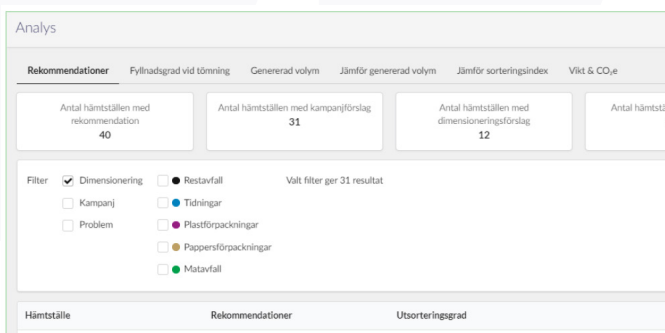 Analys
Rekommendationer Fyllnadsgrad vid tömning Genererad volym Jämför genererad volym Jämför sorteringsindex Vikt & CO₂e
Antal hämtställen med
rekommendation
40
Antal hämtställen med kampanjförslag
31
Antal hämtställen med
dimensioneringsförslag
12
Antal hämtstä
Filter Dimensionering Restavfall Valt filter ger 31 resultat
Kampanj Tidningar
Problem Plastförpackningar
Pappersförpackningar
Matavfall
Hämtställe Rekommendationer Utsorteringsgrad